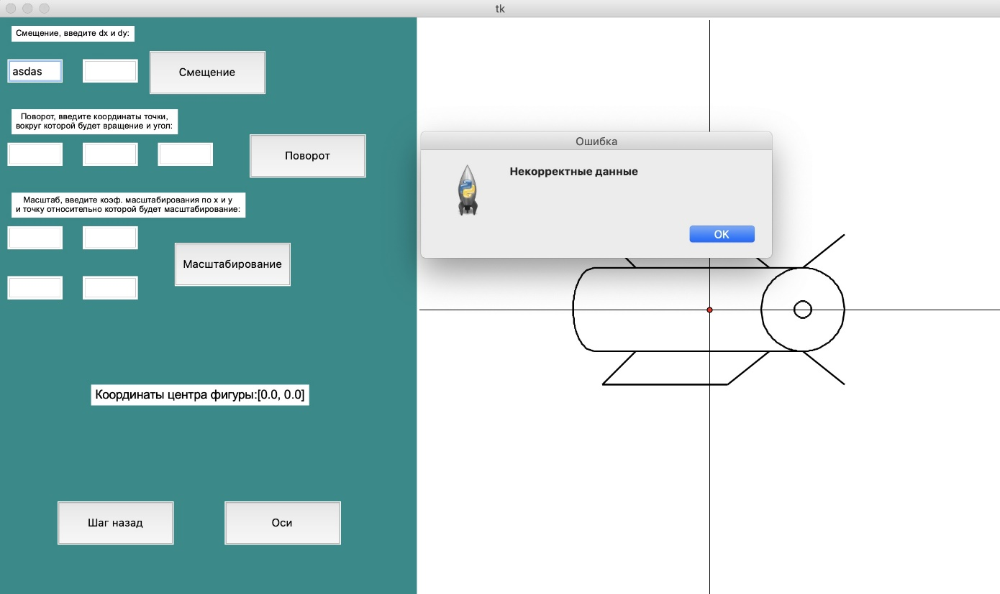 tk
Смещение, введите dx и dy:
asdas
Смещение
Поворот, введите координаты точки,
вокруг которой будет вращение и угол:
Поворот
Масштаб, введите коэф. масштабирования по x и y
и точку относительно которой будет масштабирование:
Масштабирование
Координаты центра фигуры:[0.0, 0.0]
Шаг назад
Оси
Ошибка
Некорректные данные
OK